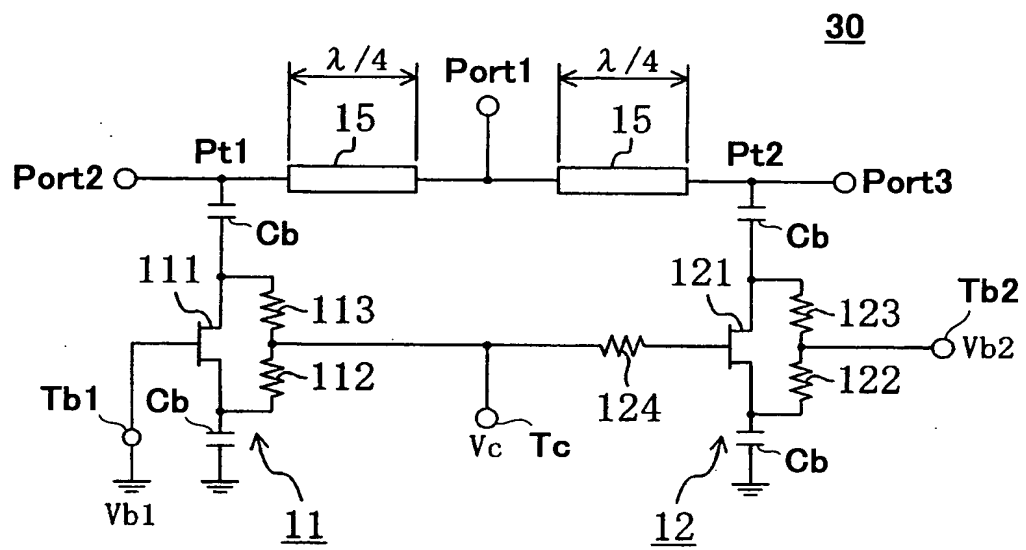 30
λ/4
Port1
λ/4
15
15
Port2
Pt1
Pt2
Port3
Cb
Cb
111
113
121
123
Tb2
Vb2
112
122
124
Tb1
Cb
Vc
Tc
Cb
Vb1
11
12